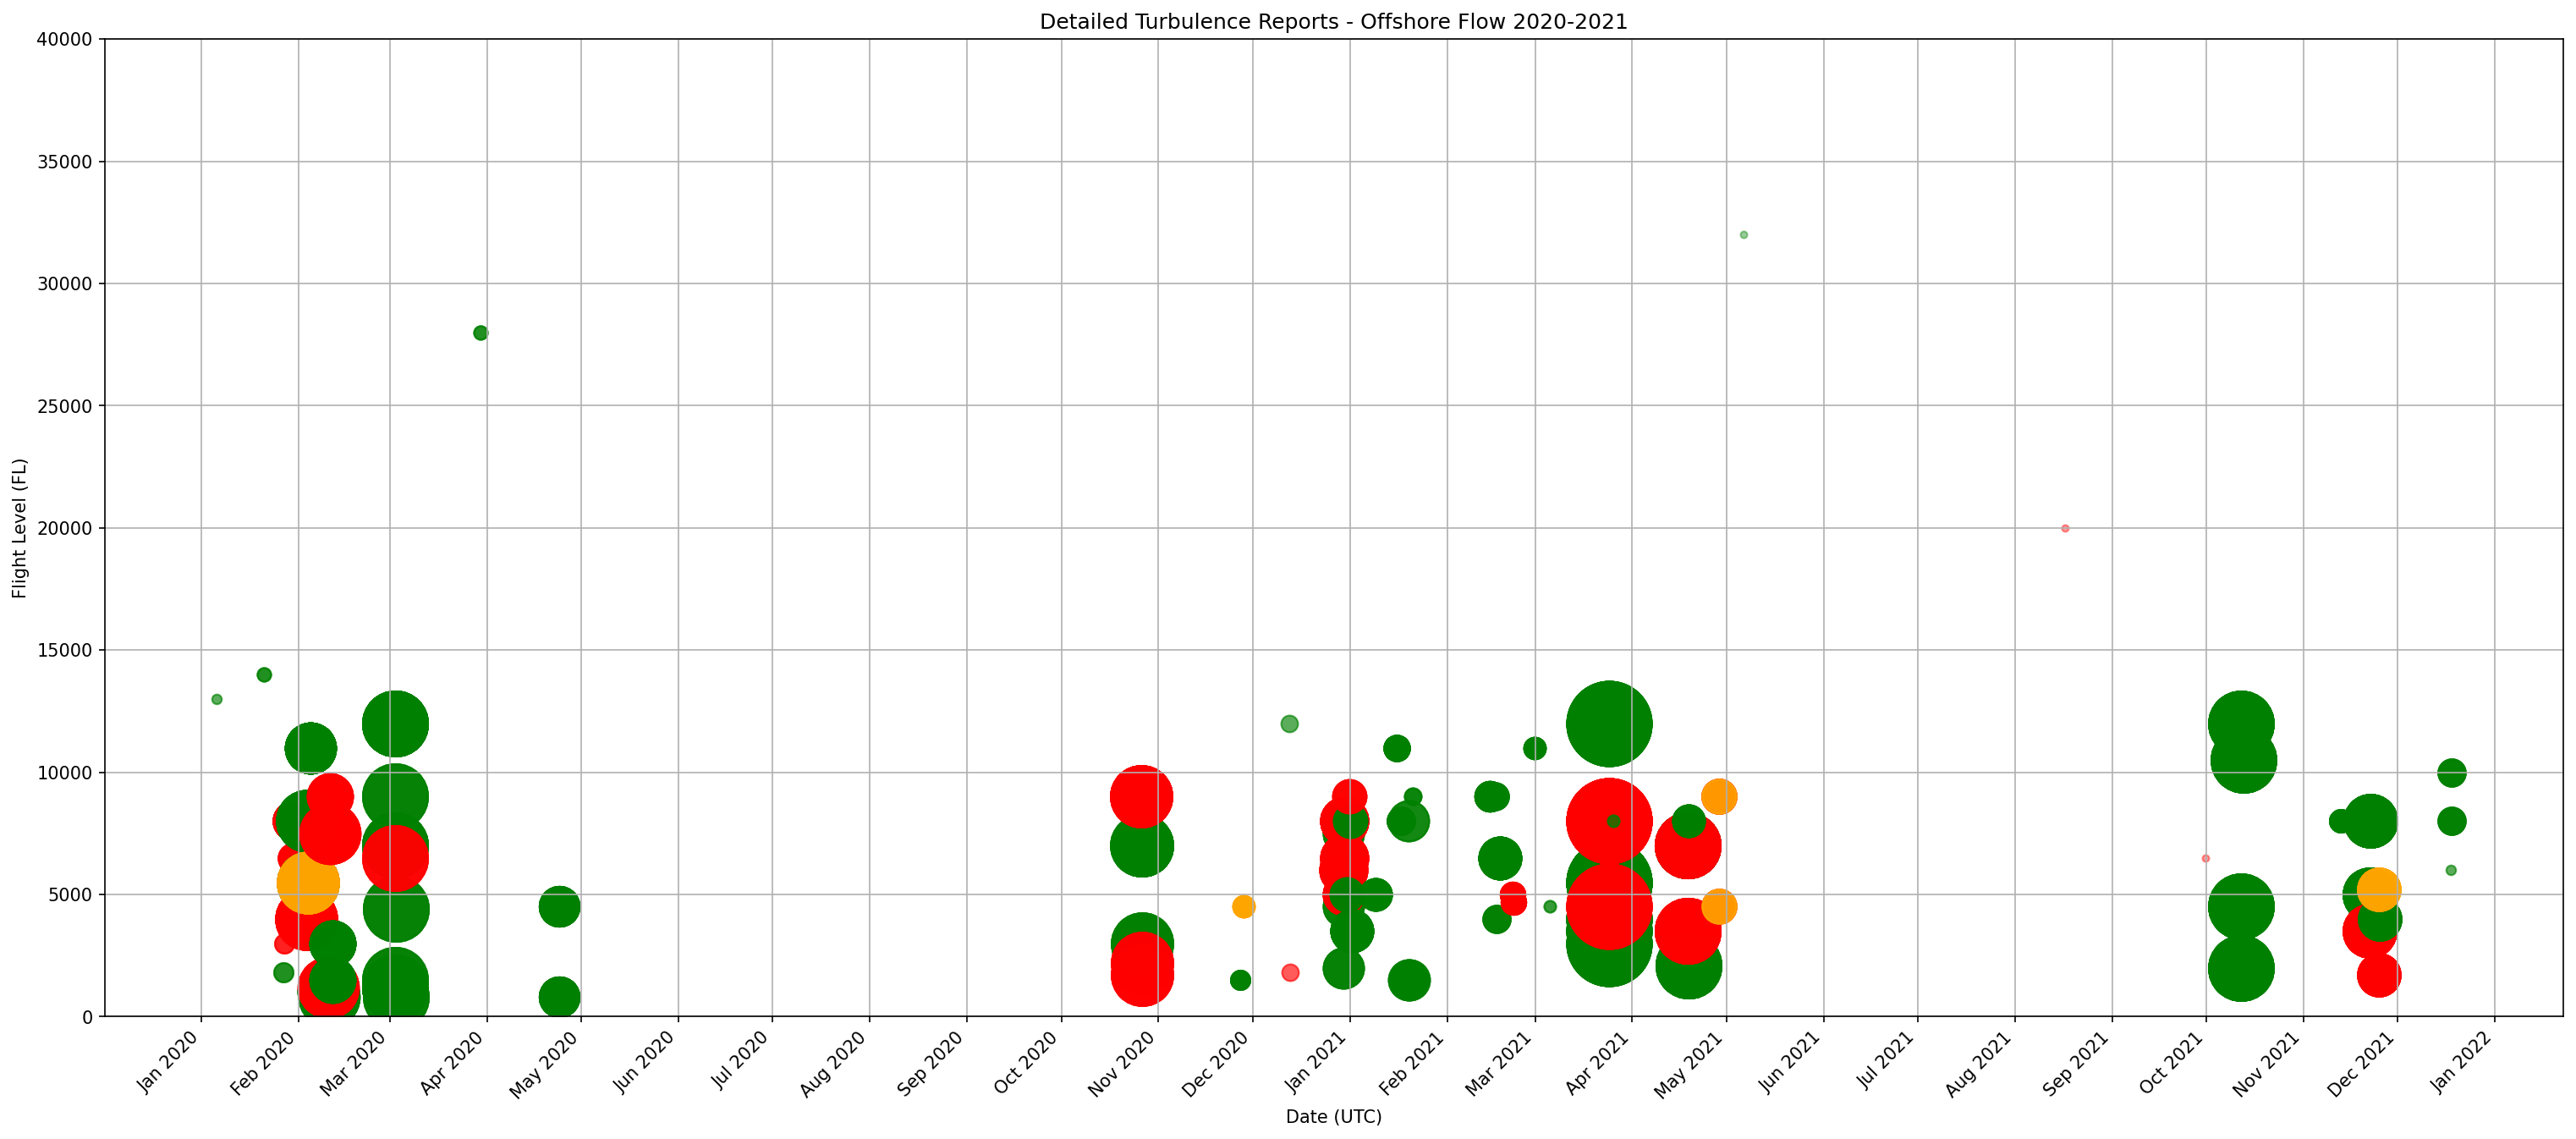 Detailed Turbulence Reports - Offshore Flow 2020-2021
40000
35000
30000
25000
20000
15000
10000
5000
0
Flight Level (FL)
Jan 2020
Feb 2020
Mar 2020
Apr 2020
May 2020
Jun 2020
Jul 2020
Aug 2020
Sep 2020
Oct 2020
Nov 2020
Dec 2020
Jan 2021
Feb 2021
Mar 2021
Apr 2021
May 2021
Jun 2021
Jul 2021
Aug 2021
Sep 2021
Oct 2021
Nov 2021
Dec 2021
Jan 2022
Date (UTC)